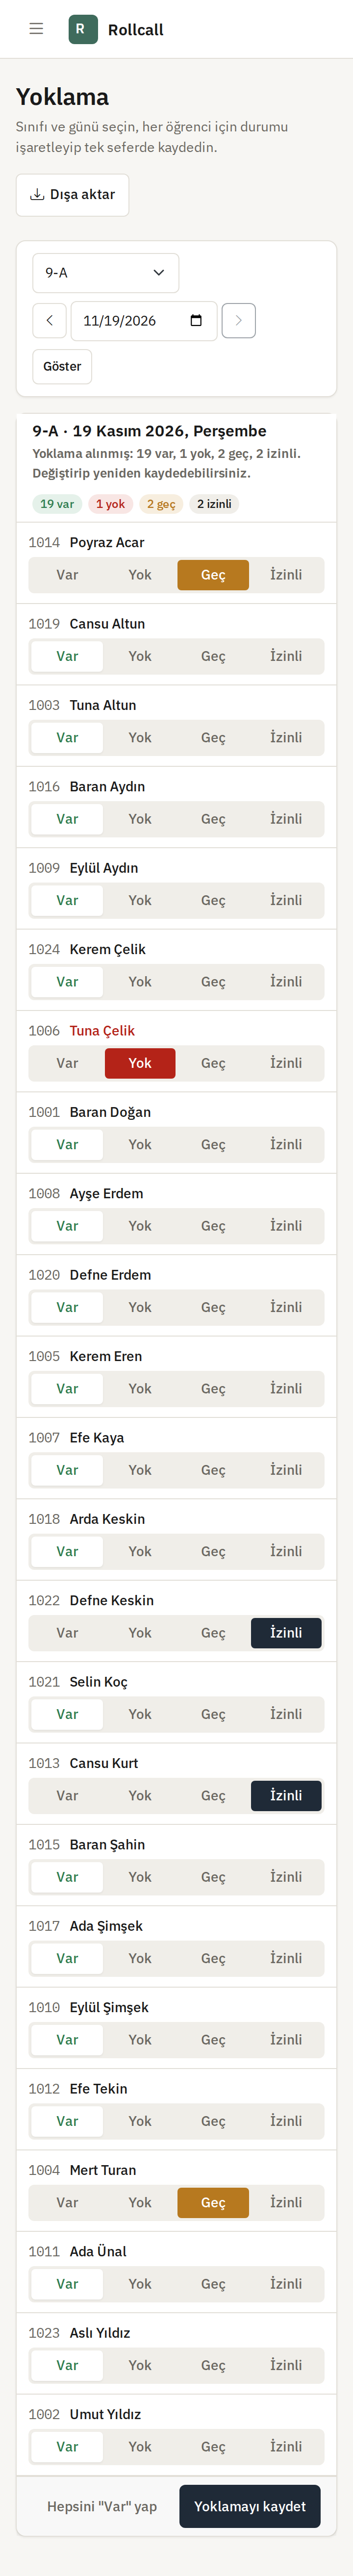 R Rollcall
Yoklama
Sınıfı ve günü seçin, her öğrenci için durumu
işaretleyip tek seferde kaydedin.
Dışa aktar
9-A
11/19/2026
Göster
9-A · 19 Kasım 2026, Perşembe
Yoklama alınmış: 19 var, 1 yok, 2 geç, 2 izinli.
Değiştirip yeniden kaydedebilirsiniz.
19 var 1 yok 2 geç 2 izinli
1014 Poyraz Acar
Var Yok Geç İzinli
1019 Cansu Altun
Var Yok Geç İzinli
1003 Tuna Altun
Var Yok Geç İzinli
1016 Baran Aydın
Var Yok Geç İzinli
1009 Eylül Aydın
Var Yok Geç İzinli
1024 Kerem Çelik
Var Yok Geç İzinli
1006 Tuna Çelik
Var Yok Geç İzinli
1001 Baran Doğan
Var Yok Geç İzinli
1008 Ayşe Erdem
Var Yok Geç İzinli
1020 Defne Erdem
Var Yok Geç İzinli
1005 Kerem Eren
Var Yok Geç İzinli
1007 Efe Kaya
Var Yok Geç İzinli
1018 Arda Keskin
Var Yok Geç İzinli
1022 Defne Keskin
Var Yok Geç İzinli
1021 Selin Koç
Var Yok Geç İzinli
1013 Cansu Kurt
Var Yok Geç İzinli
1015 Baran Şahin
Var Yok Geç İzinli
1017 Ada Şimşek
Var Yok Geç İzinli
1010 Eylül Şimşek
Var Yok Geç İzinli
1012 Efe Tekin
Var Yok Geç İzinli
1004 Mert Turan
Var Yok Geç İzinli
1011 Ada Ünal
Var Yok Geç İzinli
1023 Aslı Yıldız
Var Yok Geç İzinli
1002 Umut Yıldız
Var Yok Geç İzinli
Hepsini "Var" yap Yoklamayı kaydet